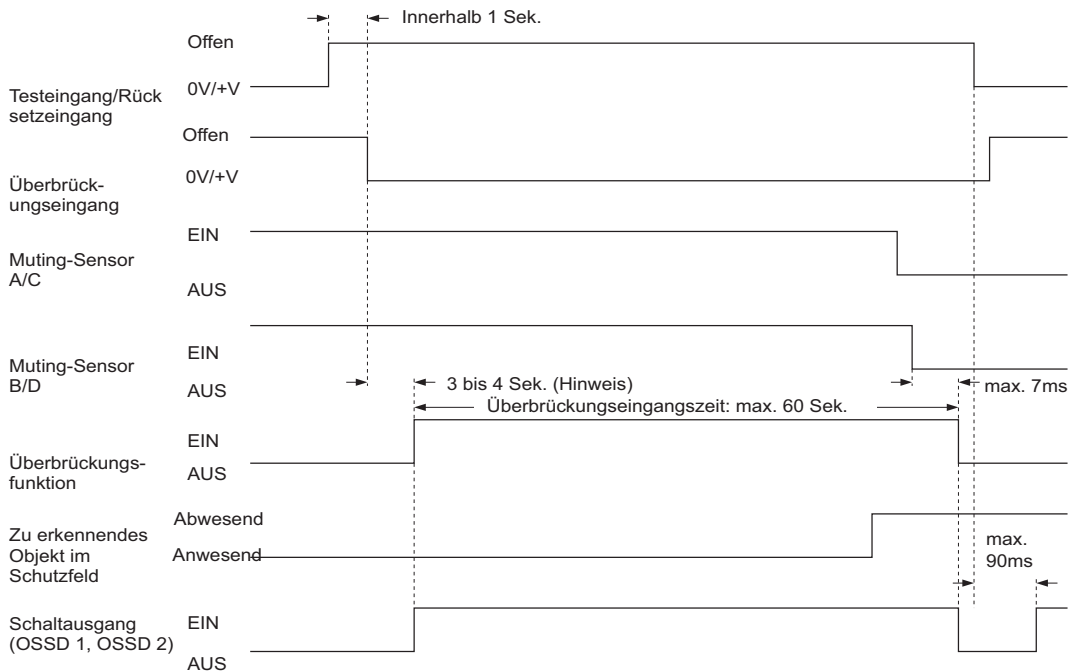 Innerhalb 1 Sek.
Offen
0V/+V
Testeingang/Rück
setzeingang
Offen
0V/+V
Überbrück-
ungseingang
EIN
Muting-Sensor
A/C
AUS
EIN
Muting-Sensor
B/D
AUS
3 bis 4 Sek. (Hinweis)
max. 7ms
Überbrückungseingangszeit: max. 60 Sek.
EIN
Überbrückungs-
funktion
AUS
Abwesend
Zu erkennendes
Objekt im
Schutzfeld
Anwesend
max.
90ms
Schaltausgang
(OSSD 1, OSSD 2)
EIN
AUS